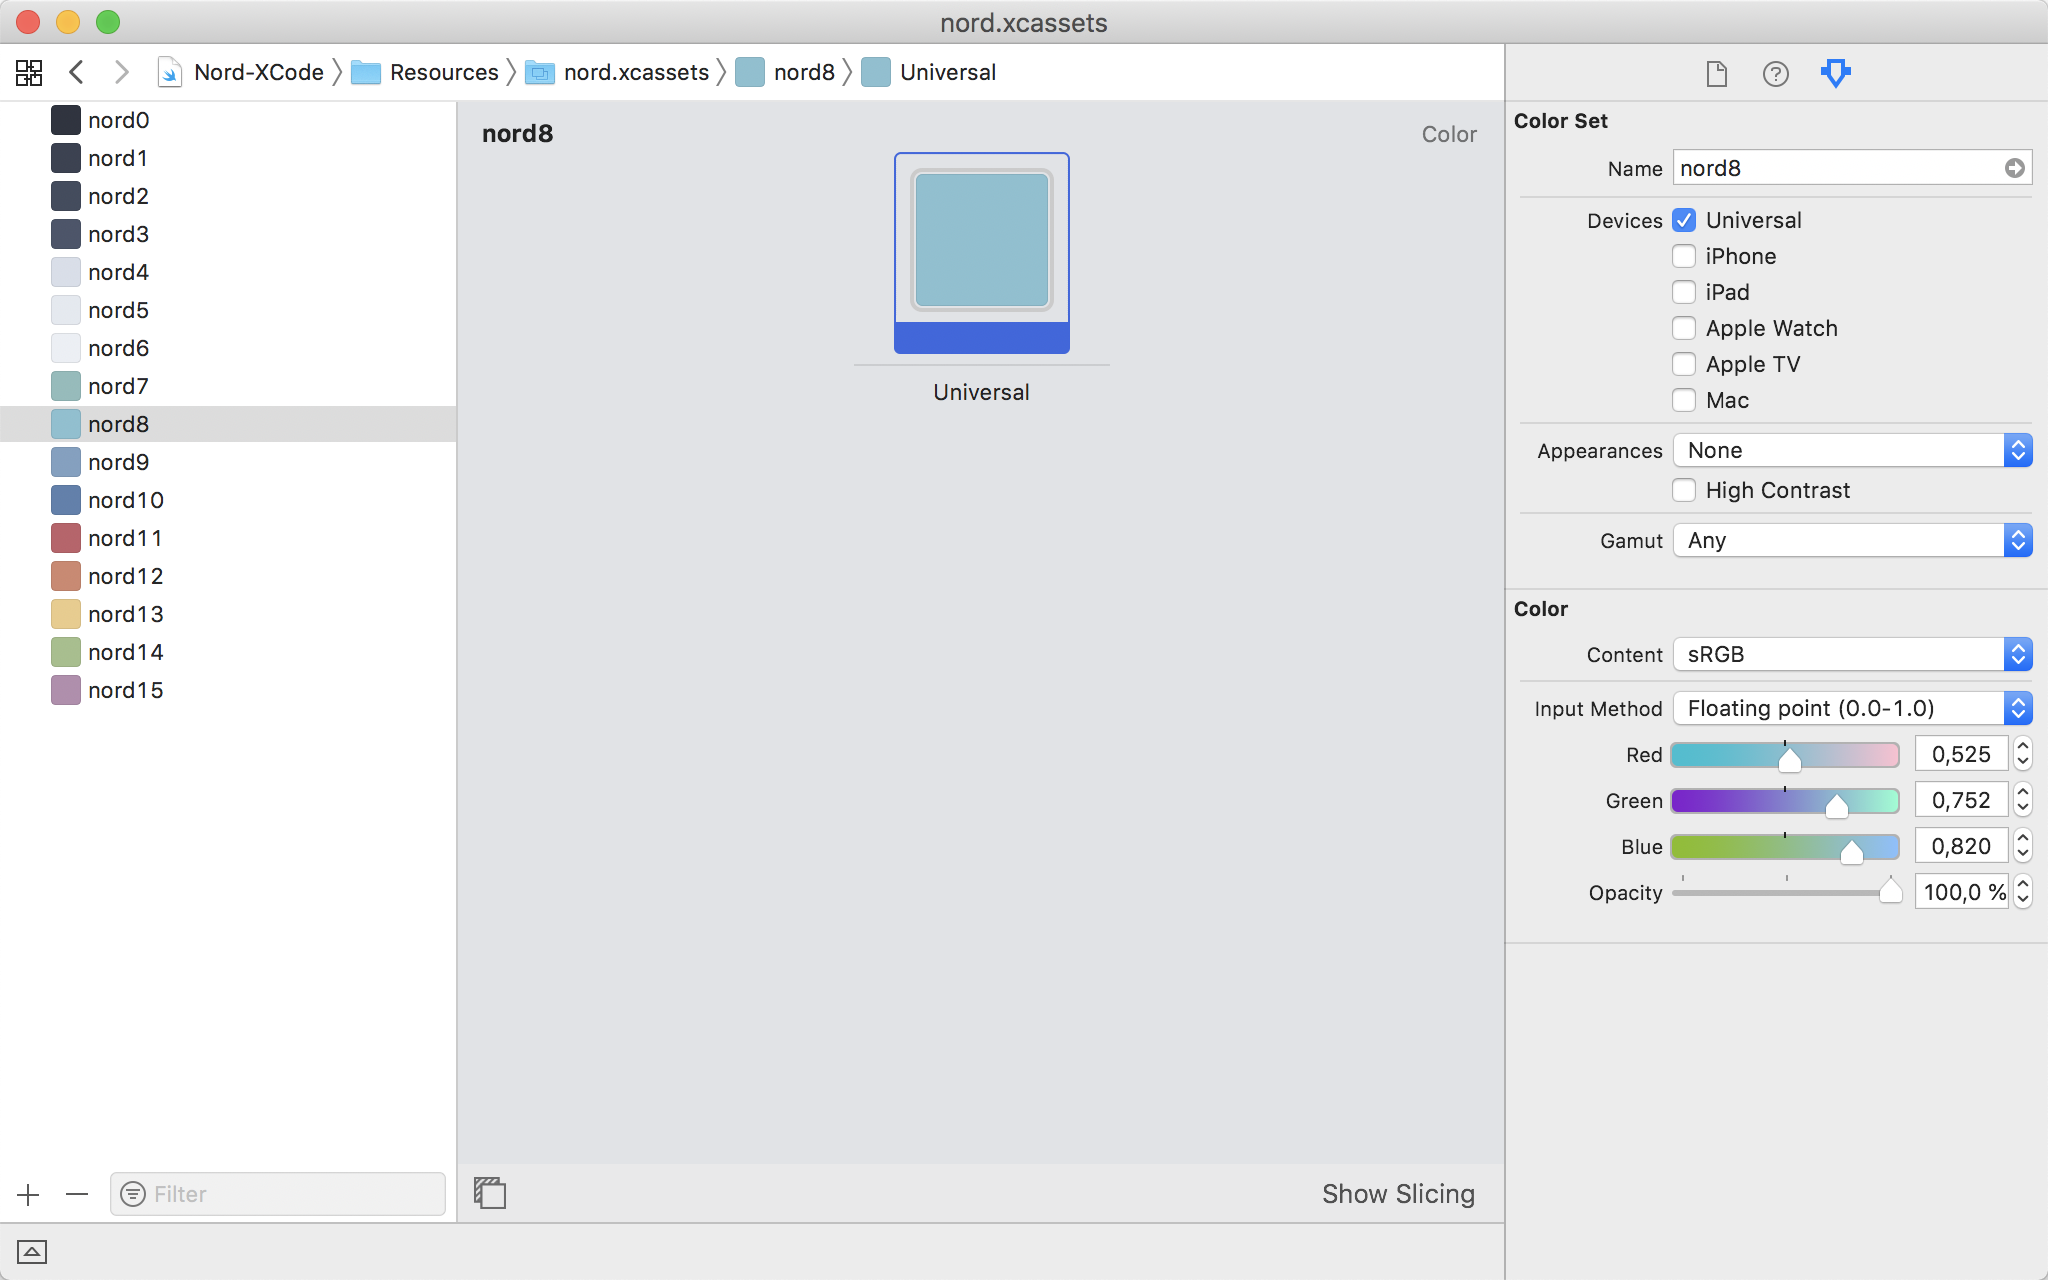 nord.xcassets
Nord-XCode Resources nord.xcassets nord8 Universal
nord0
nord1
nord2
nord3
nord4
nord5
nord6
nord7
nord8
nord9
nord10
nord11
nord12
nord13
nord14
nord15
Filter
nord8
Color
Universal
Show Slicing
Color Set
Name nord8
Devices Universal
iPhone
iPad
Apple Watch
Apple TV
Mac
Appearances None
High Contrast
Gamut Any
Color
Content sRGB
Input Method Floating point (0.0-1.0)
Red 0,525
Green 0,752
Blue 0,820
Opacity 100,0 %